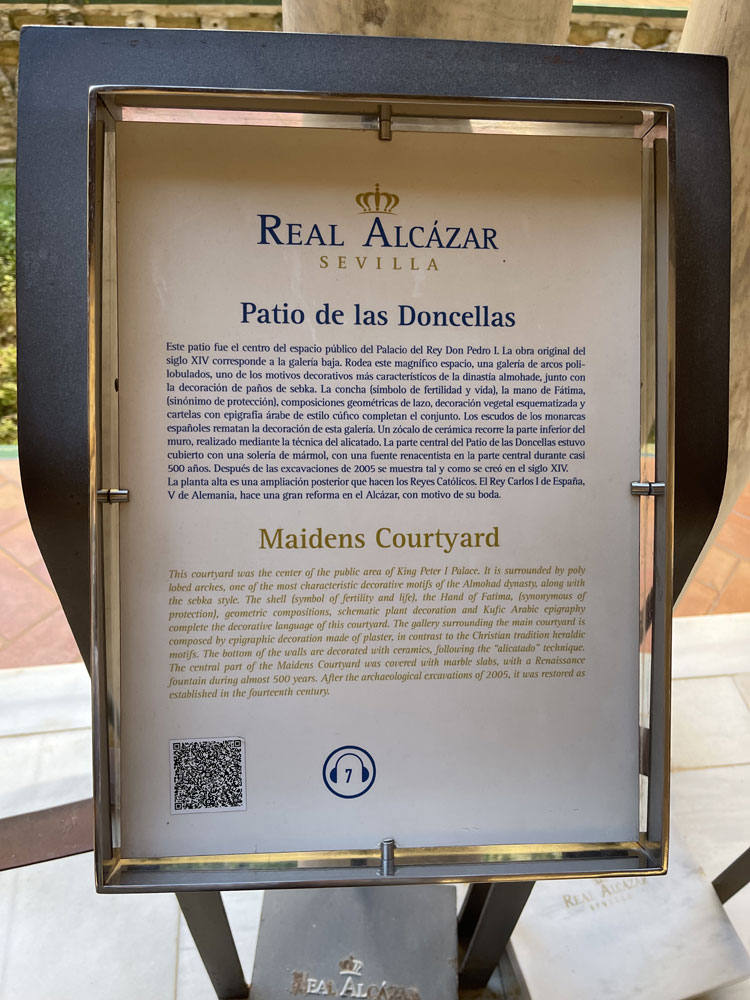 REAL ALCÁZAR
SEVILLA
Patio de las Doncellas
Este patio fue el centro del espacio público del Palacio del Rey Don Pedro I. La obra original del
siglo XIV corresponde a la galería baja. Rodea este magnífico espacio, una galería de arcos poli-
lobulados, uno de los motivos decorativos más característicos de la dinastía almohade, junto con
la decoración de paños de sebka. La concha (símbolo de fertilidad y vida), la mano de Fátima,
(sinónimo de protección), composiciones geométricas de lazo, decoración vegetal esquematizada y
cartelas con epigrafía árabe de estilo cúfico completan el conjunto. Los escudos de los monarcas
españoles rematan la decoración de esta galería. Un zócalo de cerámica recorre la parte inferior del
muro, realizado mediante la técnica del alicatado. La parte central del Patio de las Doncellas estuvo
cubierto con una solería de mármol, con una fuente renacentista en la parte central durante casi
500 años. Después de las excavaciones de 2005 se muestra tal y como se creó en el siglo XIV.
La planta alta es una ampliación posterior que hacen los Reyes Católicos. El Rey Carlos I de España,
V de Alemania, hace una gran reforma en el Alcázar, con motivo de su boda.
Maidens Courtyard
This courtyard was the center of the public area of King Peter I Palace. It is surrounded by poly
lobed arches, one of the most characteristic decorative motifs of the Almohad dynasty, along with
the sebka style. The shell (symbol of fertility and life), the Hand of Fatima, (synonymous of
protection), geometric compositions, schematic plant decoration and Kufic Arabic epigraphy
complete the decorative language of this courtyard. The gallery surrounding the main courtyard is
composed by epigraphic decoration made of plaster, in contrast to the Christian tradition heraldic
motifs. The bottom of the walls are decorated with ceramics, following the “alicatado” technique.
The central part of the Maidens Courtyard was covered with marble slabs, with a Renaissance
fountain during almost 500 years. After the archaeological excavations of 2005, it was restored as
established in the fourteenth century.
7
REAL ALCÁZAR
SEVILLA
REAL ALCÁZAR